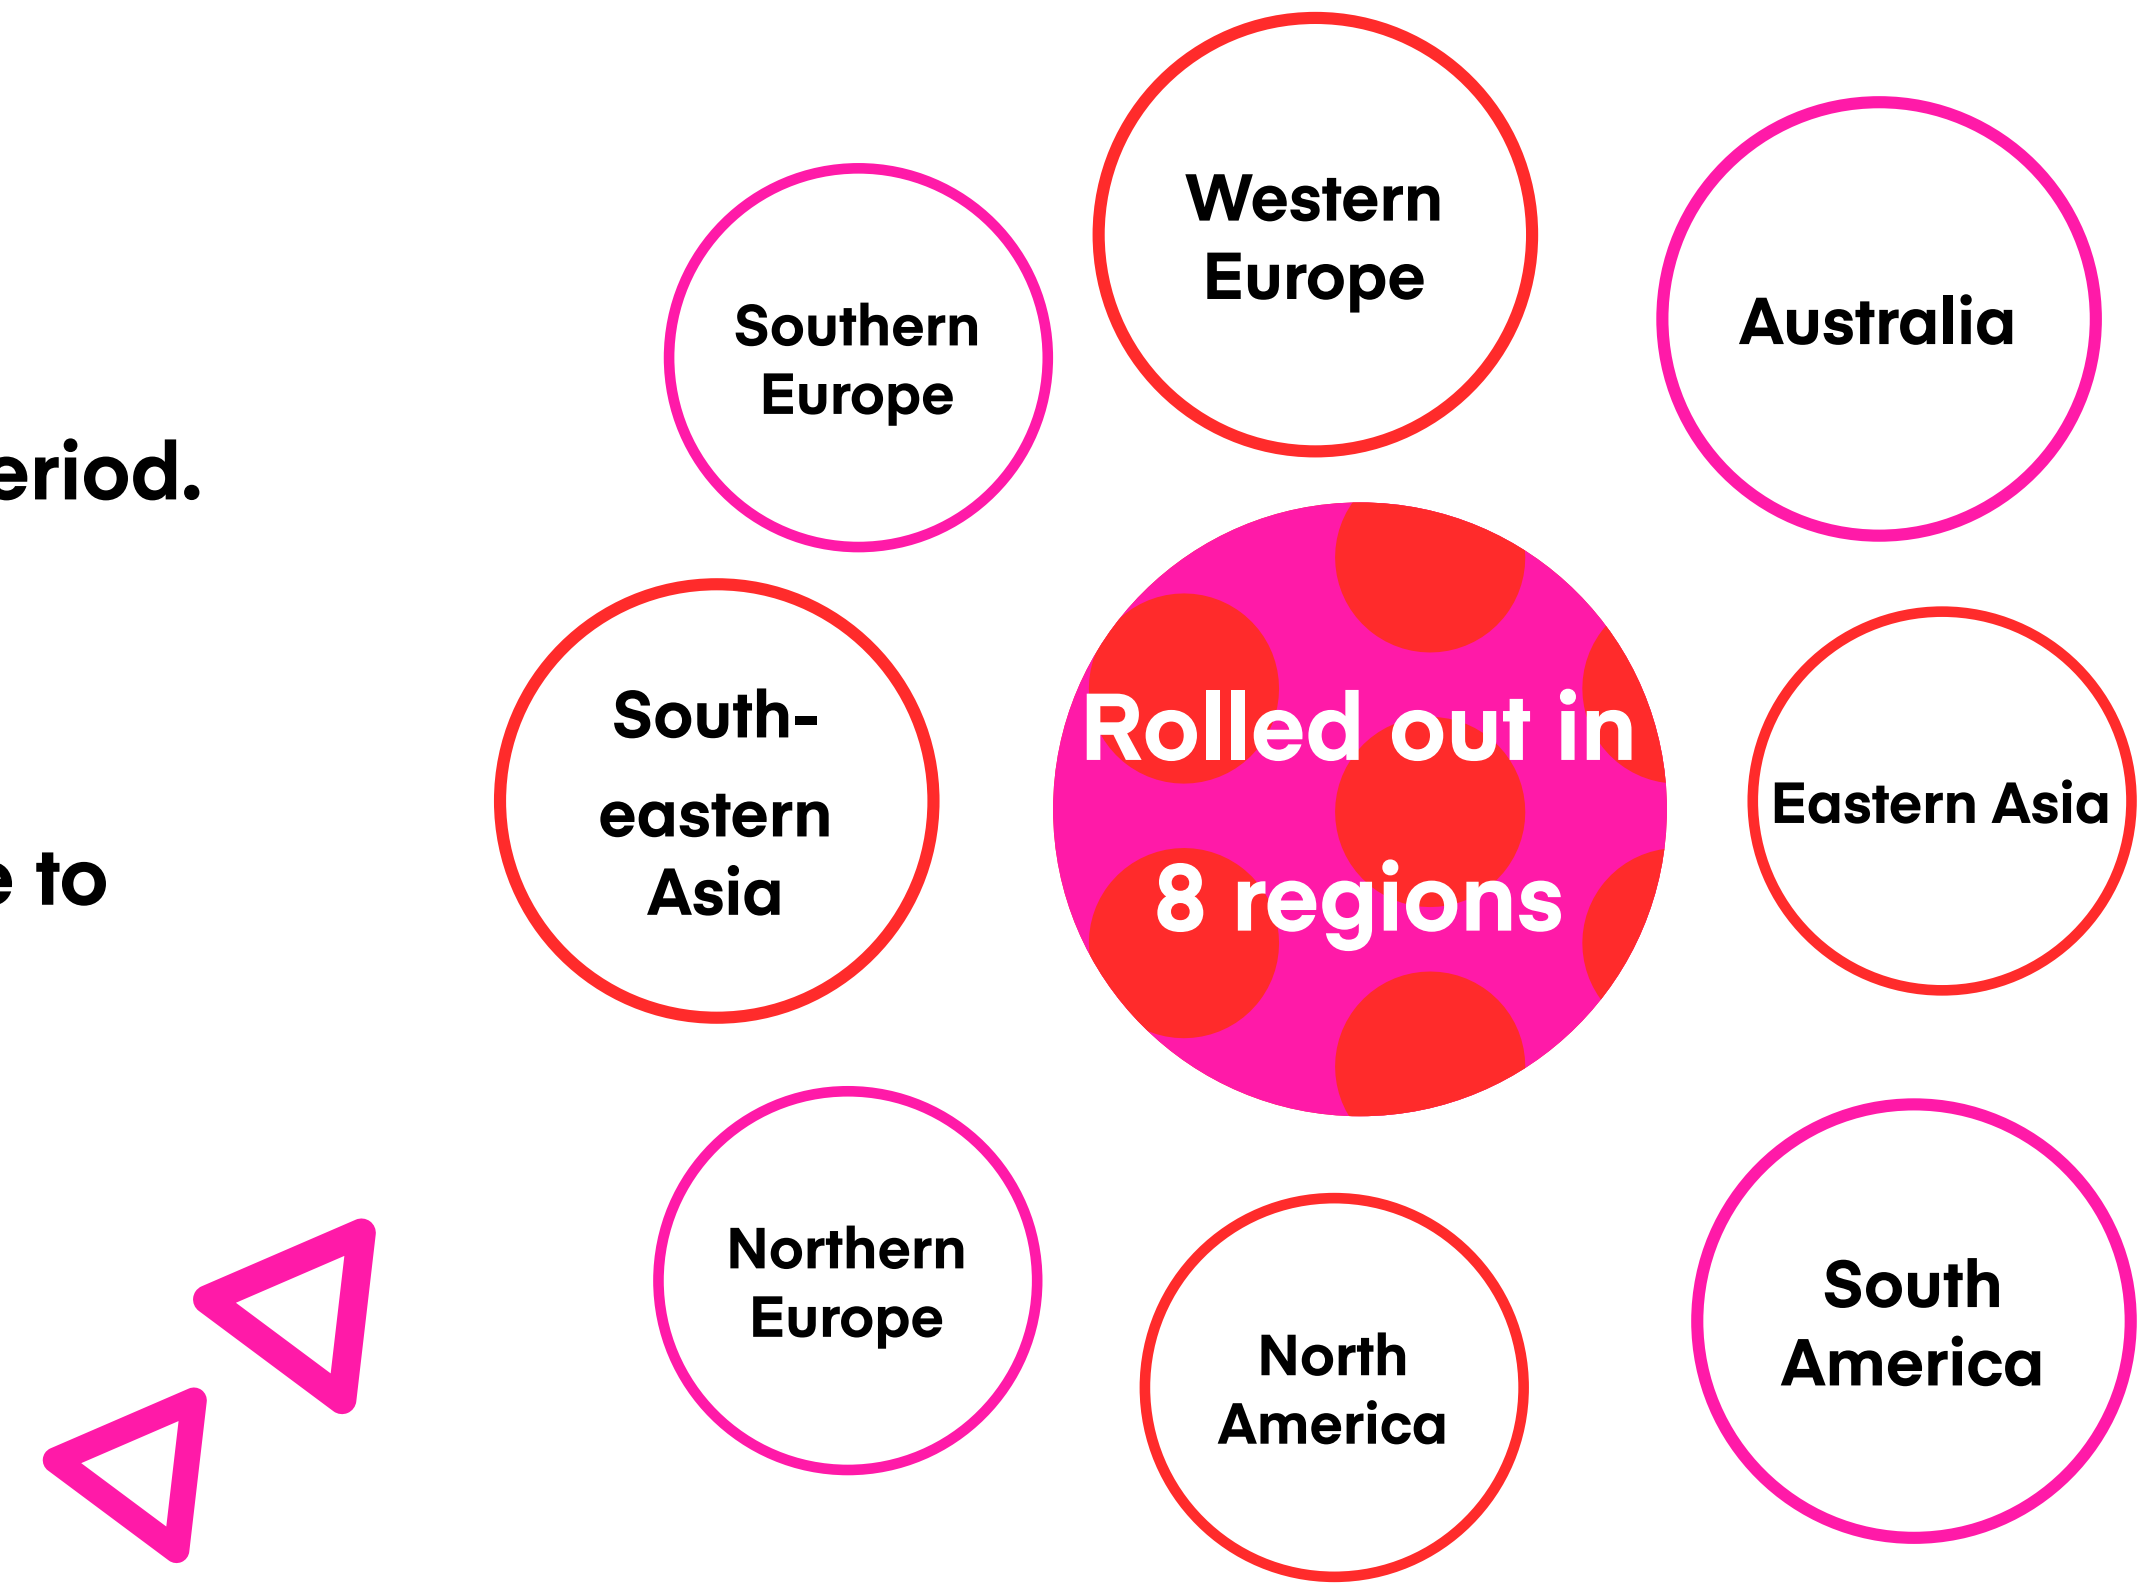 eriod.
e to
Western
Europe
Southern
Europe
Australia
South-
eastern
Asia
Rolled out in
8 regions
Eastern Asia
Northern
Europe
North
America
South
America